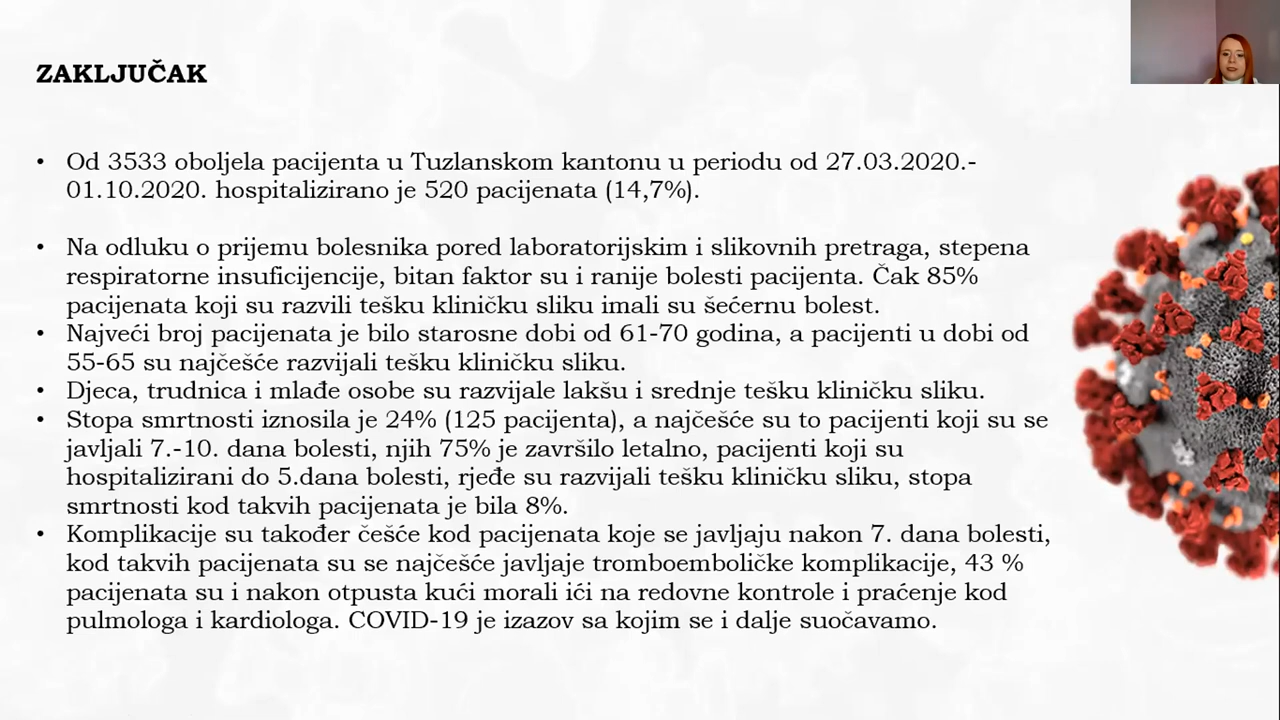 ZAKLJUČAK
• Od 3533 oboljela pacijenta u Tuzlanskom kantonu u periodu od 27.03.2020.-
01.10.2020. hospitalizirano je 520 pacijenata (14,7%).
• Na odluku o prijemu bolesnika pored laboratorijskim i slikovnih pretraga, stepena
respiratorne insuficijencije, bitan faktor su i ranije bolesti pacijenta. Čak 85%
pacijenata koji su razvili tešku kliničku sliku imali su šećernu bolest.
• Najveći broj pacijenata je bilo starosne dobi od 61-70 godina, a pacijenti u dobi od
55-65 su najčešće razvijali tešku kliničku sliku.
• Djeca, trudnica i mlađe osobe su razvijale lakšu i srednje tešku kliničku sliku.
• Stopa smrtnosti iznosila je 24% (125 pacijenta), a najčešće su to pacijenti koji su se
javljali 7.-10. dana bolesti, njih 75% je završilo letalno, pacijenti koji su
hospitalizirani do 5.dana bolesti, rjeđe su razvijali tešku kliničku sliku, stopa
smrtnosti kod takvih pacijenata je bila 8%.
• Komplikacije su također češće kod pacijenata koje se javljaju nakon 7. dana bolesti,
kod takvih pacijenata su se najčešće javljaje tromboemboličke komplikacije, 43 %
pacijenata su i nakon otpusta kući morali ići na redovne kontrole i praćenje kod
pulmologa i kardiologa. COVID-19 je izazov sa kojim se i dalje suočavamo.